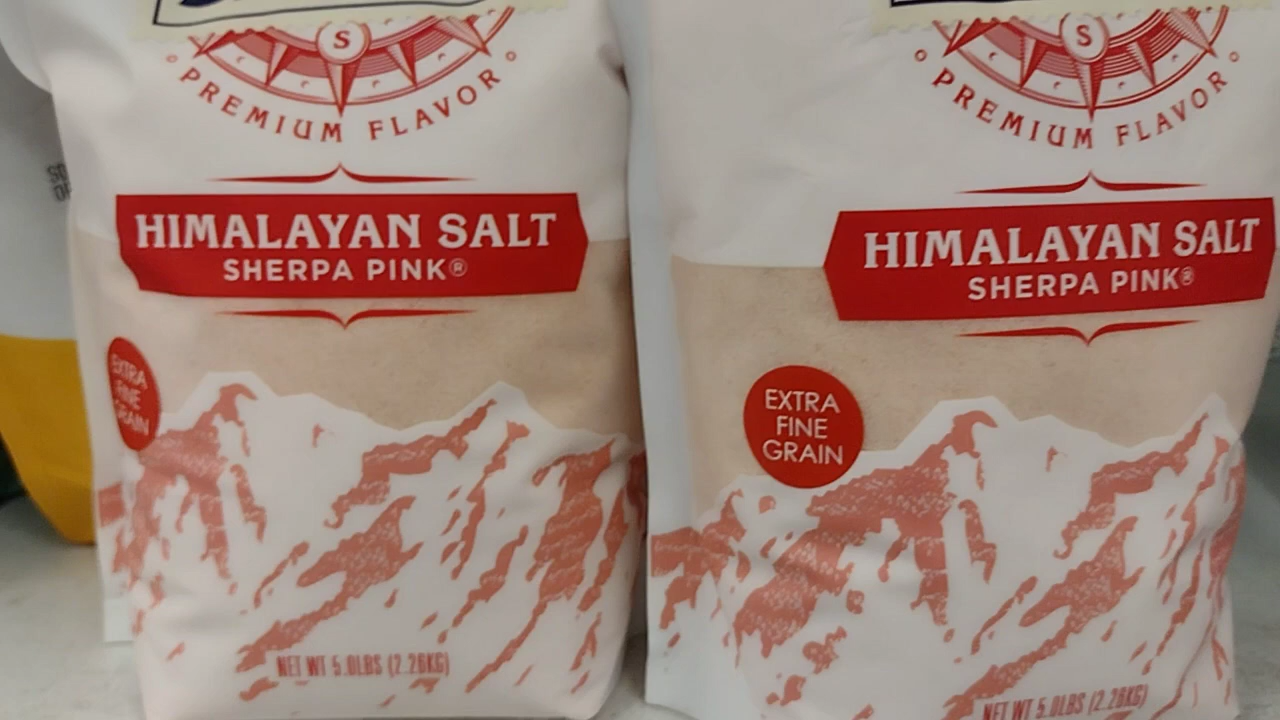 S
PREMIUM FLAVOR
HIMALAYAN SALT
SHERPA PINK®
EXTRA
FINE
GRAIN
NET WT 5.0LBS (2.26KG)
S
PREMIUM FLAVOR
HIMALAYAN SALT
SHERPA PINK®
EXTRA
FINE
GRAIN
NET WT 5.0LBS (2.26KG)